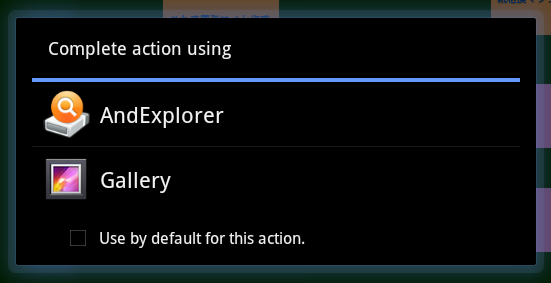 Complete action using
AndExplorer
Gallery
Use by default for this action.